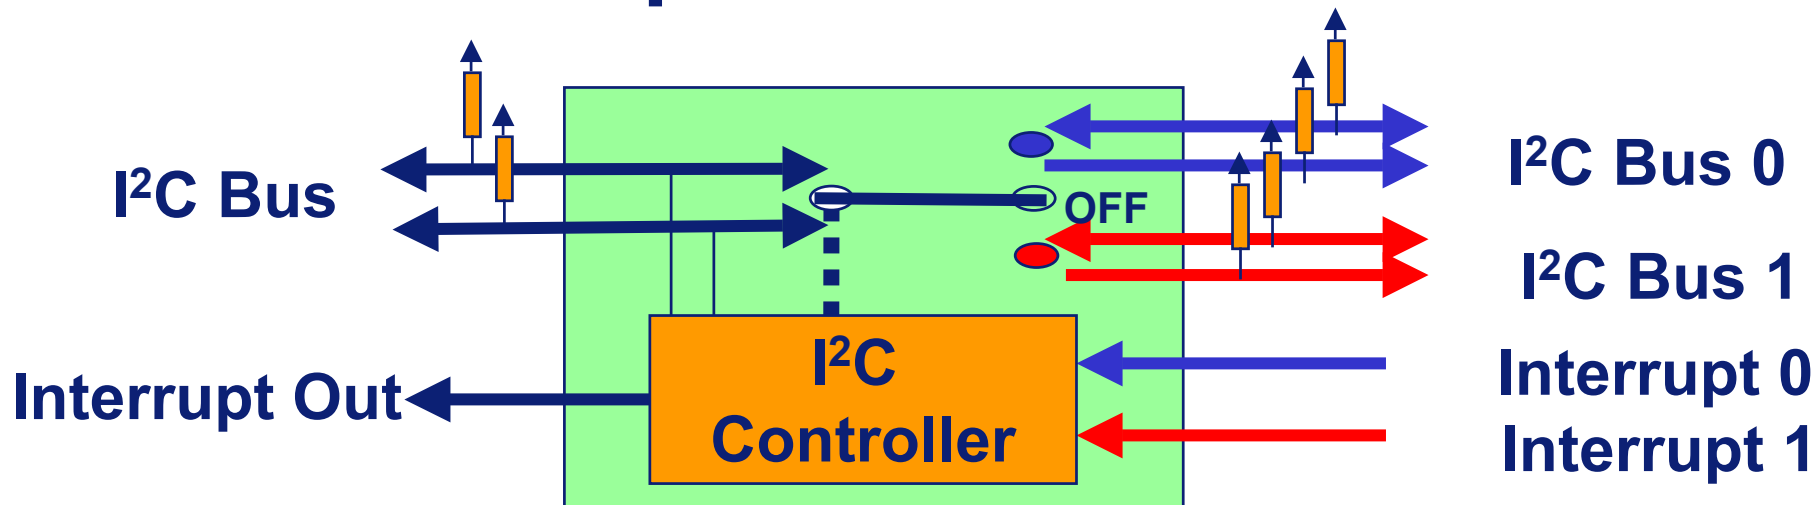 I²C Bus 0
I²C Bus
OFF
I²C Bus 1
I²C
Controller
Interrupt Out
Interrupt 0
Interrupt 1